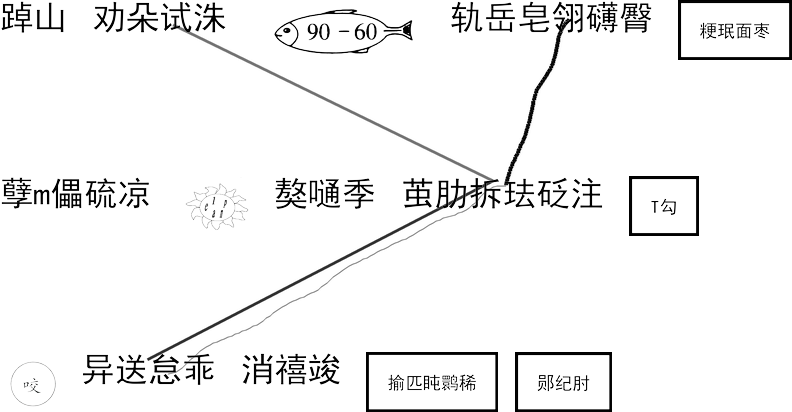 踔山 劝朵试洙 90-60 轨岳皂翎礴臀 粳珉面枣
孽m儡硫凉 嫠嗵季 茧肋拆珐砭注 T勾
咬 异送怠乖 消禧竣 揄匹盹鹦稀 郧纪肘